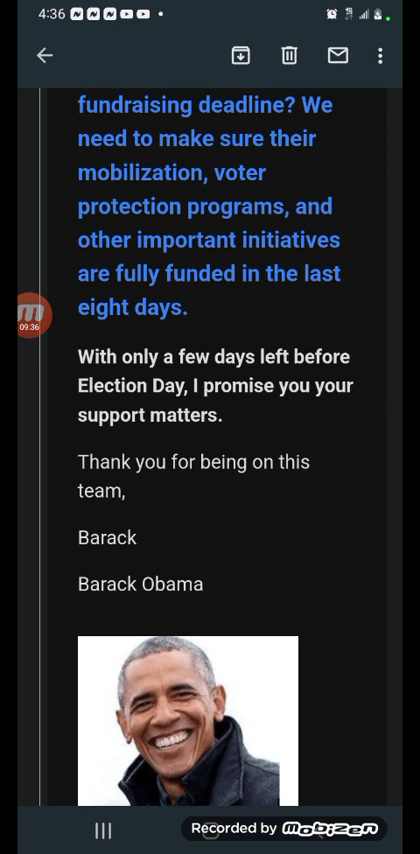 4:36
fundraising deadline? We
need to make sure their
mobilization, voter
protection programs, and
other important initiatives
are fully funded in the last
eight days.
09:36
With only a few days left before
Election Day, I promise you your
support matters.
Thank you for being on this
team,
Barack
Barack Obama
Recorded by mobizen